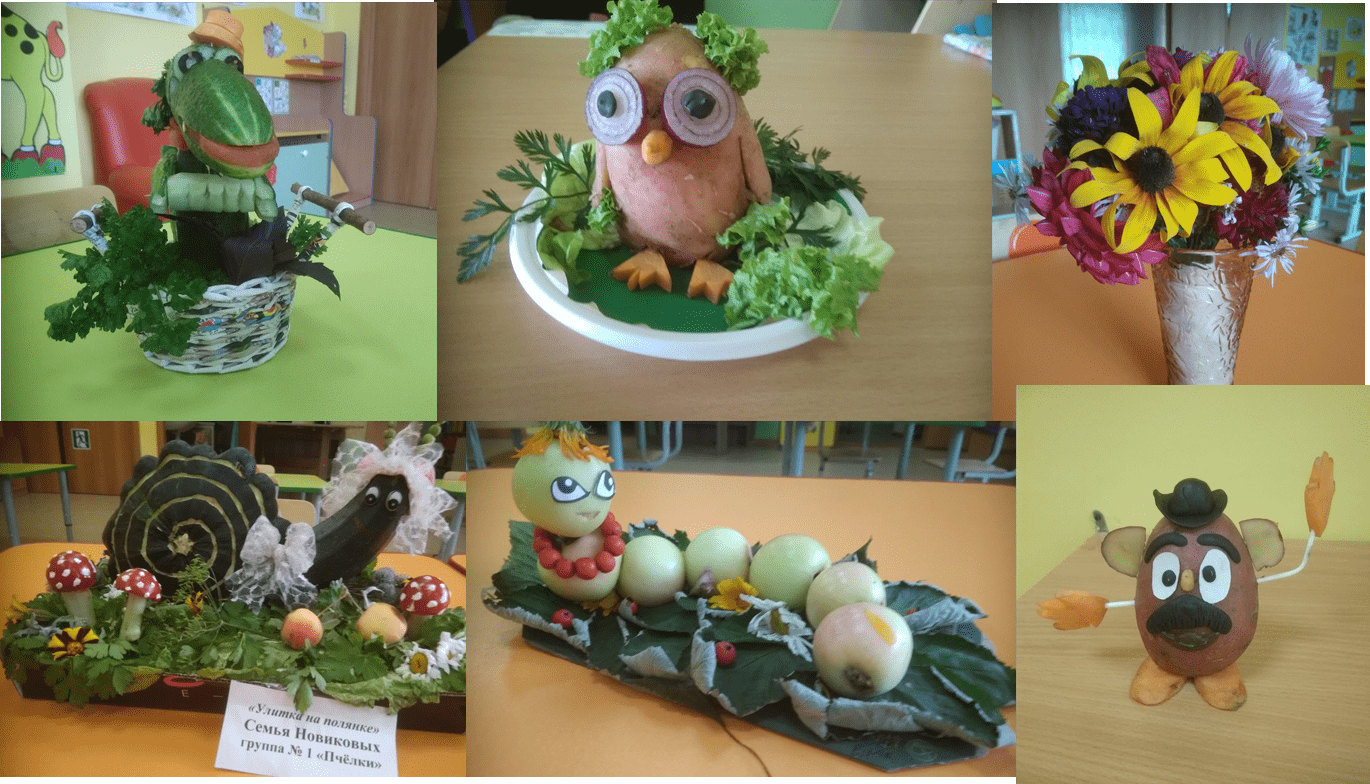 «Улитка на полянке»
Семья Новиковых
группа № 1 «Пчёлки»